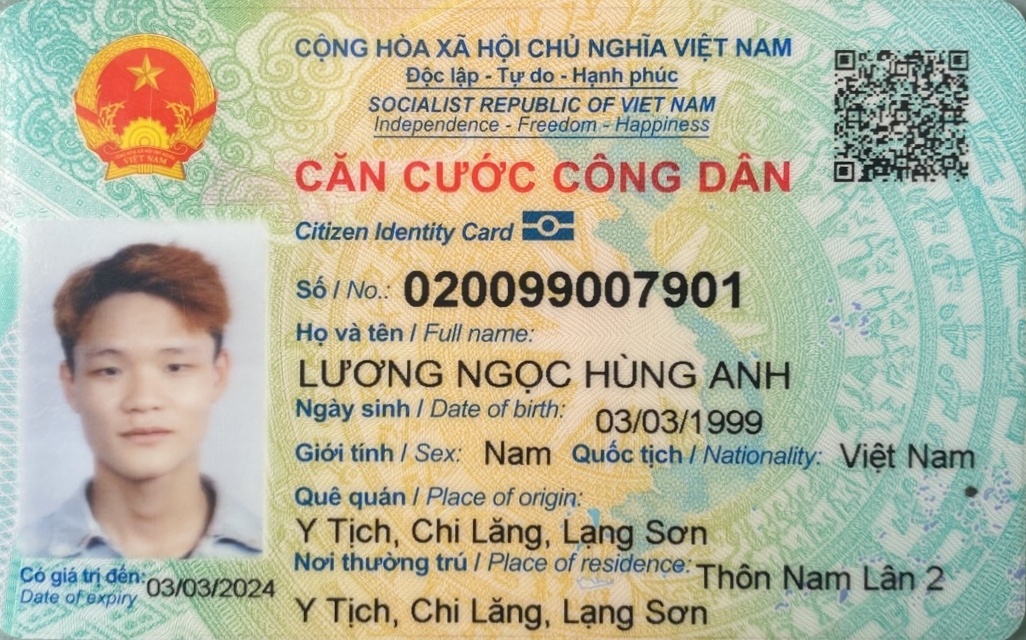 CỘNG HÒA XÃ HỘI CHỦ NGHĨA VIỆT NAM
Độc lập - Tự do - Hạnh phúc
SOCIALIST REPUBLIC OF VIET NAM
Independence - Freedom - Happiness
VIỆT NAM
CĂN CƯỚC CÔNG DÂN
Citizen Identity Card
Số / No.: 020099007901
Họ và tên / Full name:
LƯƠNG NGỌC HÙNG ANH
Ngày sinh / Date of birth: 03/03/1999
Giới tính / Sex: Nam Quốc tịch / Nationality: Việt Nam
Quê quán / Place of origin:
Y Tịch, Chi Lăng, Lạng Sơn
Nơi thường trú / Place of residence: Thôn Nam Lân 2
Y Tịch, Chi Lăng, Lạng Sơn
Có giá trị đến: 03/03/2024
Date of expiry